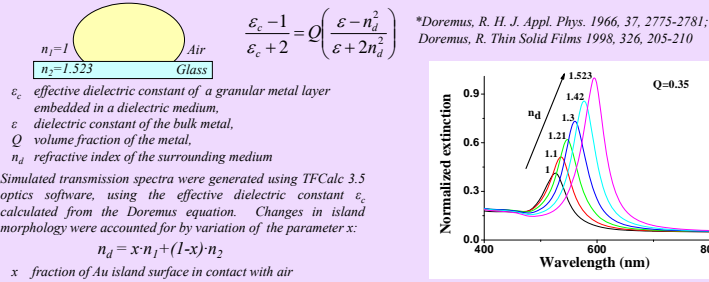 n1=1
Air
n2=1.523
Glass
εc − 1 / εc + 2 = Q( ε − nd² / ε + 2nd² )
*Doremus, R. H. J. Appl. Phys. 1966, 37, 2775-2781;
Doremus, R. Thin Solid Films 1998, 326, 205-210
εc effective dielectric constant of a granular metal layer
embedded in a dielectric medium,
ε dielectric constant of the bulk metal,
Q volume fraction of the metal,
nd refractive index of the surrounding medium
Simulated transmission spectra were generated using TFCalc 3.5
optics software, using the effective dielectric constant εc
calculated from the Doremus equation. Changes in island
morphology were accounted for by variation of the parameter x:
nd = x·n1+(1-x)·n2
x fraction of Au island surface in contact with air
Normalized extinction
0.9
0.6
0.3
0.0
1.523
Q=0.35
1.42
nd
1.3
1.21
1.1
1
400
600
800
Wavelength (nm)